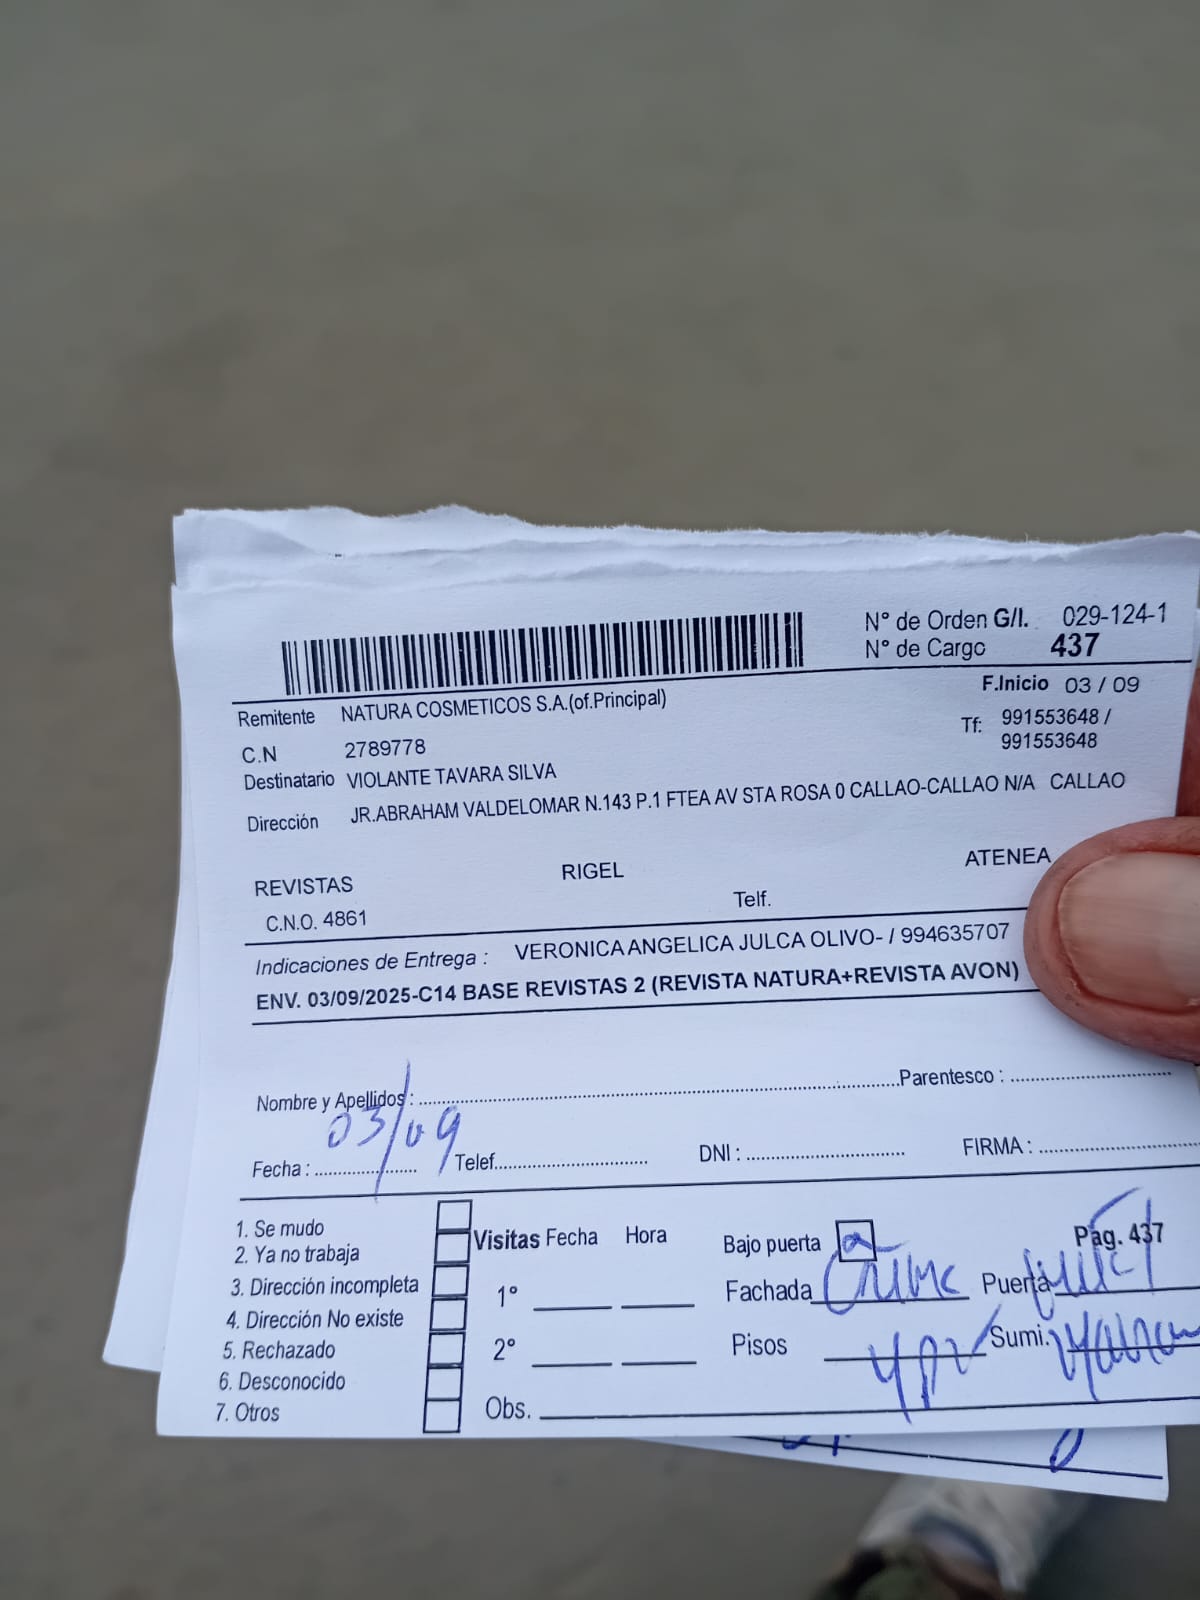 N° de Orden G/I. 029-124-1
N° de Cargo 437
F.Inicio 03 / 09
Remitente NATURA COSMETICOS S.A.(of.Principal)
Tf: 991553648 /
991553648
C.N 2789778
Destinatario VIOLANTE TAVARA SILVA
Dirección JR.ABRAHAM VALDELOMAR N.143 P.1 FTEA AV STA ROSA 0 CALLAO-CALLAO N/A CALLAO
REVISTAS RIGEL ATENEA
C.N.O. 4861 Telf.
Indicaciones de Entrega : VERONICA ANGELICA JULCA OLIVO- / 994635707
ENV. 03/09/2025-C14 BASE REVISTAS 2 (REVISTA NATURA+REVISTA AVON)
Nombre y Apellidos : Parentesco :
03/09
Fecha : Telef. DNI : FIRMA :
1. Se mudo
2. Ya no trabaja
3. Dirección incompleta
4. Dirección No existe
5. Rechazado
6. Desconocido
7. Otros
Visitas Fecha Hora
1°
2°
Obs.
Bajo puerta Pág. 437
Fachada Puerta
Pisos Sumi.